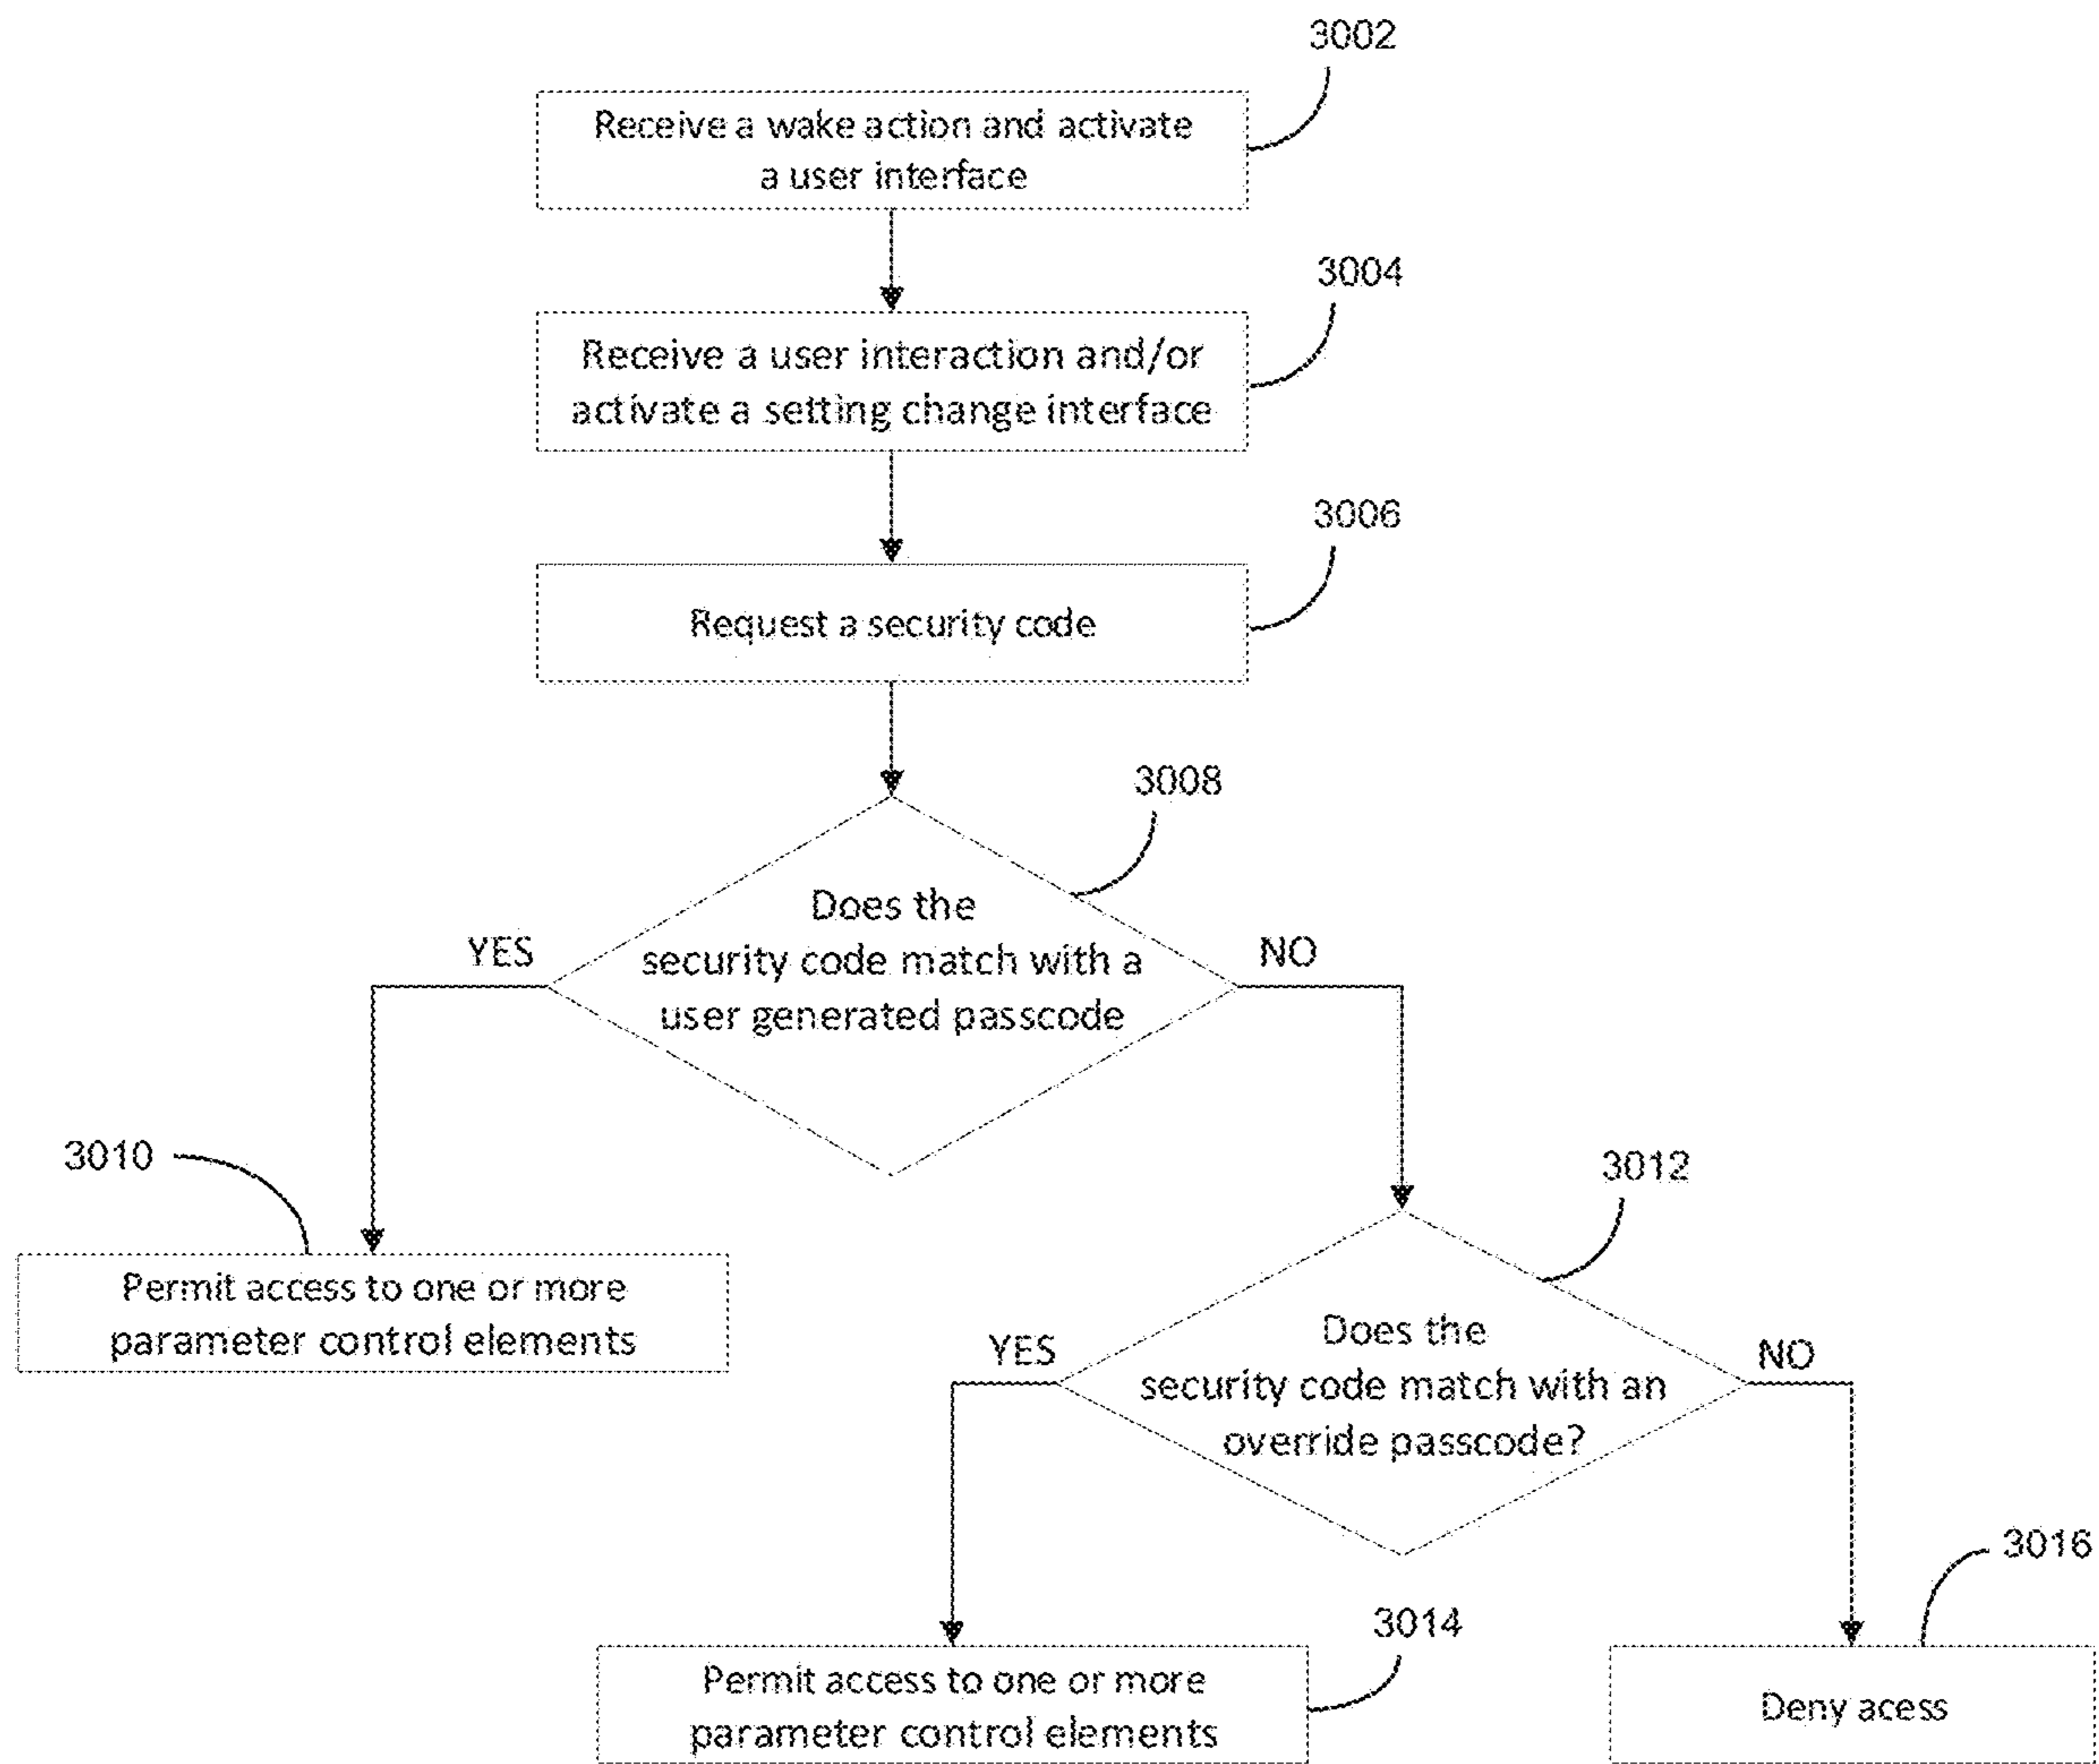 3002
Receive a wake action and activate
a user interface
3004
Receive a user interaction and/or
activate a setting change interface
3006
Request a security code
3008
Does the
security code match with a
user generated passcode
YES
NO
3010
Permit access to one or more
parameter control elements
3012
Does the
security code match with an
override passcode?
YES
NO
3014
Permit access to one or more
parameter control elements
3016
Deny acess